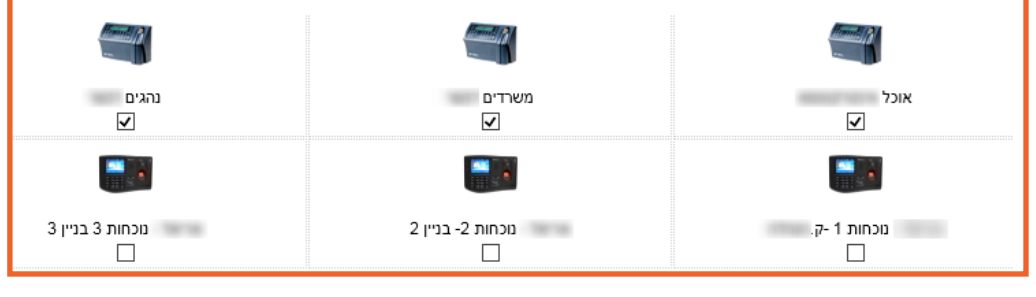 אוכל
משרדים
נהגים
נוכחות 1 -ק.
נוכחות 2- בניין 2
נוכחות 3 בניין 3